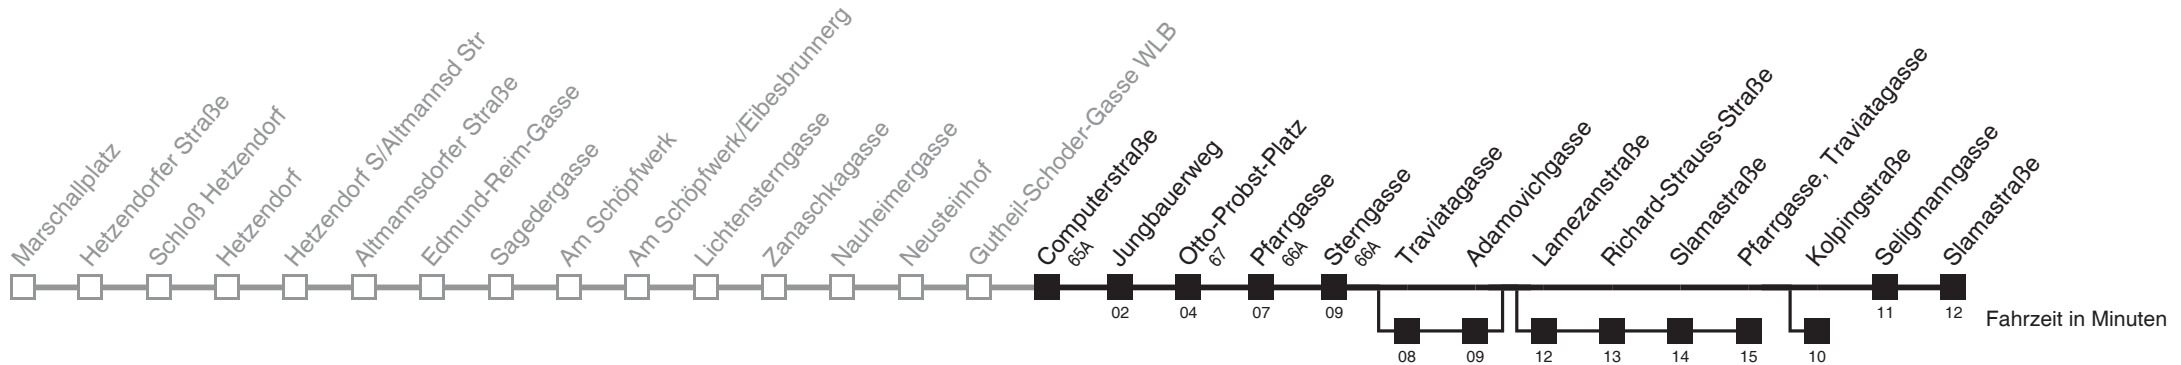 Marschallplatz
Hetzendorfer Straße
Schloß Hetzendorf
Hetzendorf
Hetzendorf S/Altmannsd Str
Altmannsdorfer Straße
Edmund-Reim-Gasse
Sagedergasse
Am Schöpfwerk
Am Schöpfwerk/Eibesbrunnerg
Lichtensterngasse
Zanaschkagasse
Nauheimergasse
Neusteinhof
Gutheil-Schoder-Gasse WLB
Computerstraße
65A
Jungbauerweg
Otto-Probst-Platz
67
Pfarrgasse
66A
Sterngasse
66A
Traviatagasse
Adamovichgasse
Lamezanstraße
Richard-Strauss-Straße
Slamastraße
Pfarrgasse, Traviatagasse
Kolpingstraße
Seligmanngasse
Slamastraße
02
04
07
09
11
12
Fahrzeit in Minuten
08
09
12
13
14
15
10